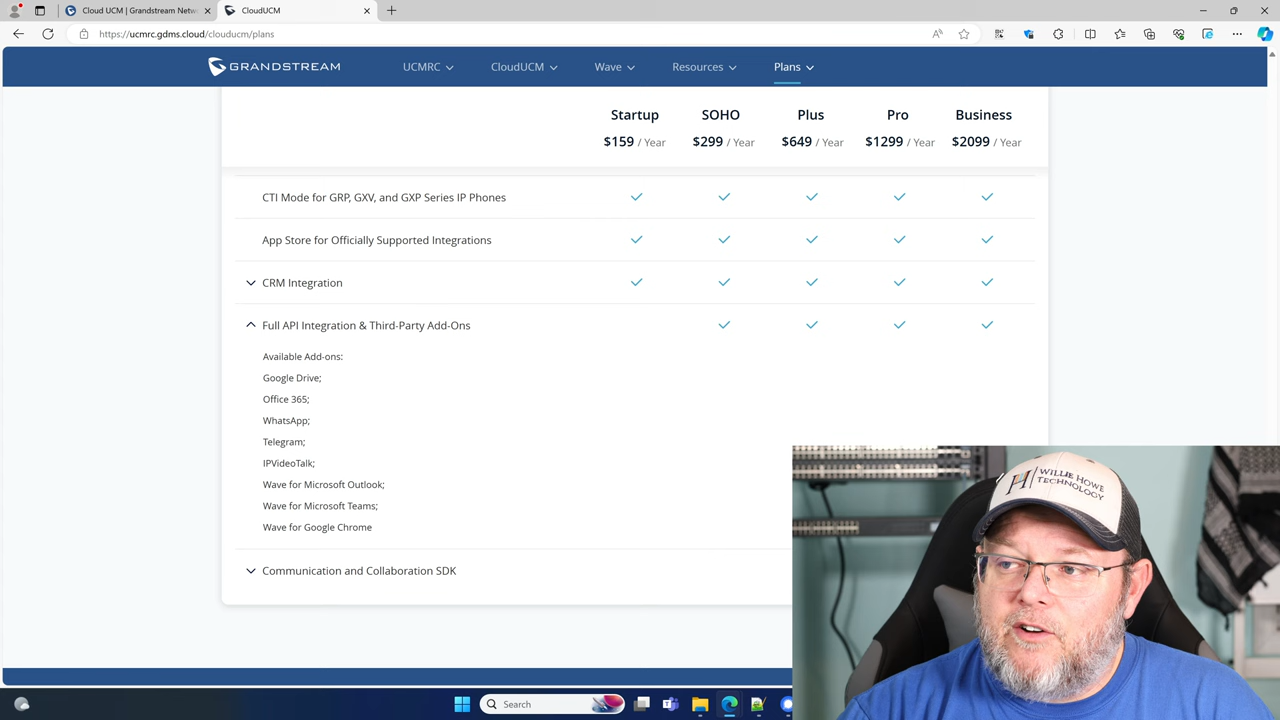 Cloud UCM | Grandstream Netw
CloudUCM
https://ucmrc.gdms.cloud/clouducm/plans
GRANDSTREAM
UCMRC
CloudUCM
Wave
Resources
Plans
Startup
SOHO
Plus
Pro
Business
$159 / Year
$299 / Year
$649 / Year
$1299 / Year
$2099 / Year
CTI Mode for GRP, GXV, and GXP Series IP Phones
App Store for Officially Supported Integrations
CRM Integration
Full API Integration & Third-Party Add-Ons
Available Add-ons:
Google Drive;
Office 365;
WhatsApp;
Telegram;
IPVideoTalk;
Wave for Microsoft Outlook;
Wave for Microsoft Teams;
Wave for Google Chrome
Communication and Collaboration SDK
WILLIE HOWE
TECHNOLOGY
Search